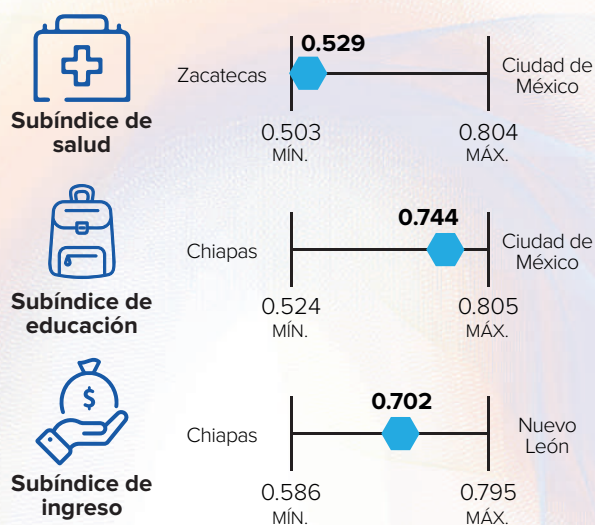 Subíndice de
salud
Zacatecas
0.529
Ciudad de
México
0.503
MÍN.
0.804
MÁX.
Subíndice de
educación
Chiapas
0.744
Ciudad de
México
0.524
MÍN.
0.805
MÁX.
$
Subíndice de
ingreso
Chiapas
0.702
Nuevo
León
0.586
MÍN.
0.795
MÁX.